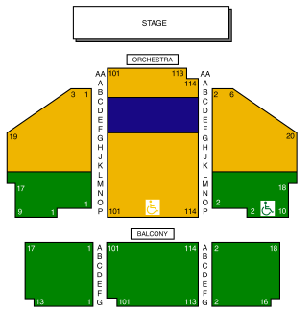 STAGE
ORCHESTRA
AA 101 113 AA
114
3 1 A A 2 6
B B
C C
D D
E E
19 F F 20
G G
H H
J J
K K
L L
17 M M 18
N N 2
9 1 O O 2 10
101 114 P P
BALCONY
17 1 A 101 114 A 2 18
B B
C C
D D
E E
F F
13 1 G 101 113 G 2 16